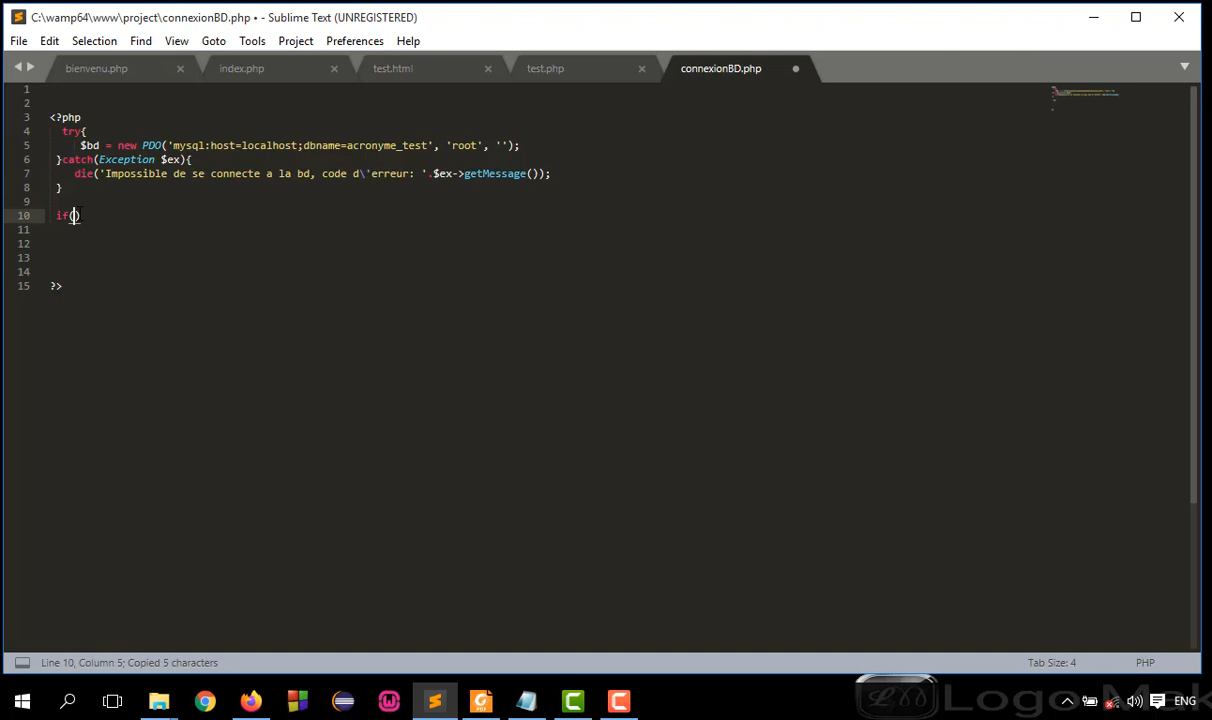 C:\wamp64\www\project\connexionBD.php • - Sublime Text (UNREGISTERED)
File Edit Selection Find View Goto Tools Project Preferences Help
bienvenu.php index.php test.html test.php connexionBD.php
1
2
3 <?php
4 try{
5 $bd = new PDO('mysql:host=localhost;dbname=acronyme_test', 'root', '');
6 }catch(Exception $ex){
7 die('Impossible de se connecte a la bd, code d\'erreur: '.$ex->getMessage());
8 }
9
10 if()
11
12
13
14
15 ?>
Line 10, Column 5; Copied 5 characters Tab Size: 4 PHP
Logo Mak
ENG